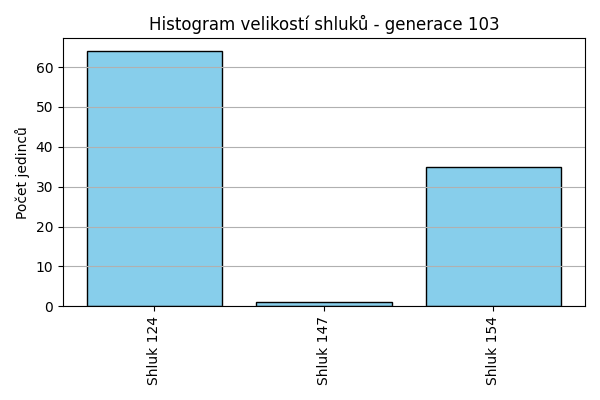 Histogram velikostí shluků - generace 103
Počet jedinců
60
50
40
30
20
10
0
Shluk 124
Shluk 147
Shluk 154